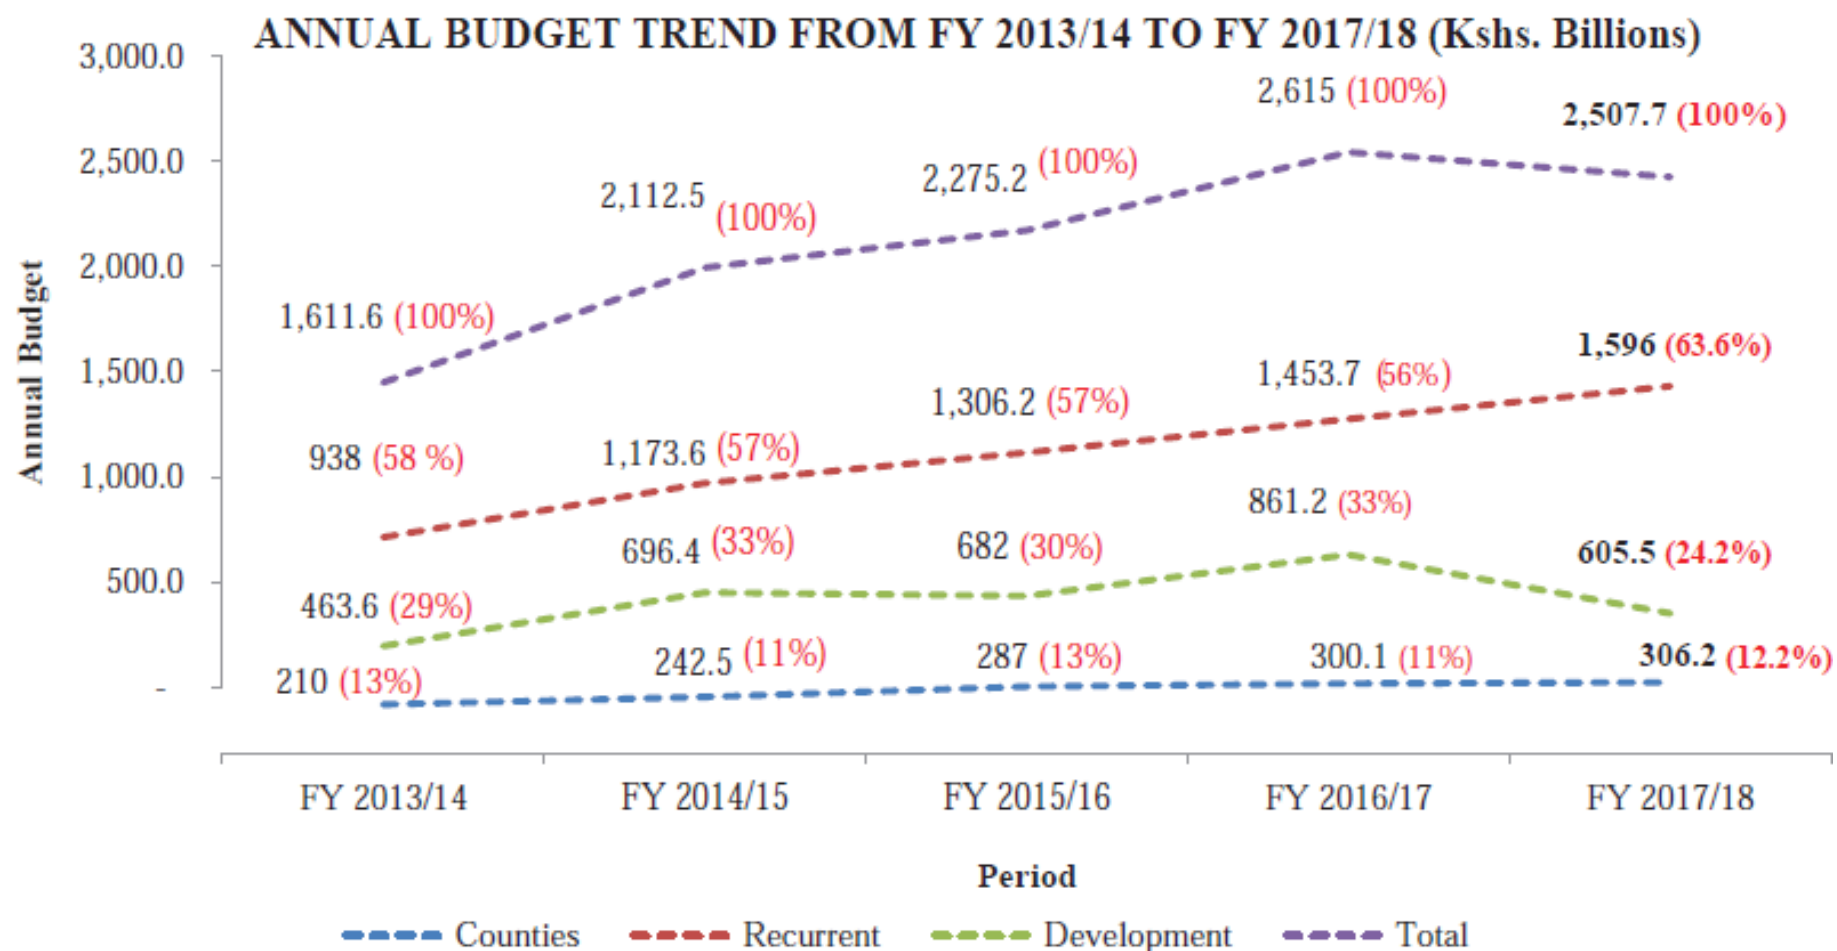 ANNUAL BUDGET TREND FROM FY 2013/14 TO FY 2017/18 (Kshs. Billions)
3,000.0
2,615 (100%)
2,507.7 (100%)
2,500.0
2,112.5 (100%)
2,275.2 (100%)
2,000.0
1,611.6 (100%)
1,500.0
1,596 (63.6%)
1,453.7 (56%)
1,306.2 (57%)
1,173.6 (57%)
938 (58 %)
1,000.0
861.2 (33%)
696.4 (33%)
682 (30%)
605.5 (24.2%)
500.0
463.6 (29%)
210 (13%)
242.5 (11%)
287 (13%)
300.1 (11%)
306.2 (12.2%)
-
Annual Budget
FY 2013/14
FY 2014/15
FY 2015/16
FY 2016/17
FY 2017/18
Period
Counties
Recurrent
Development
Total